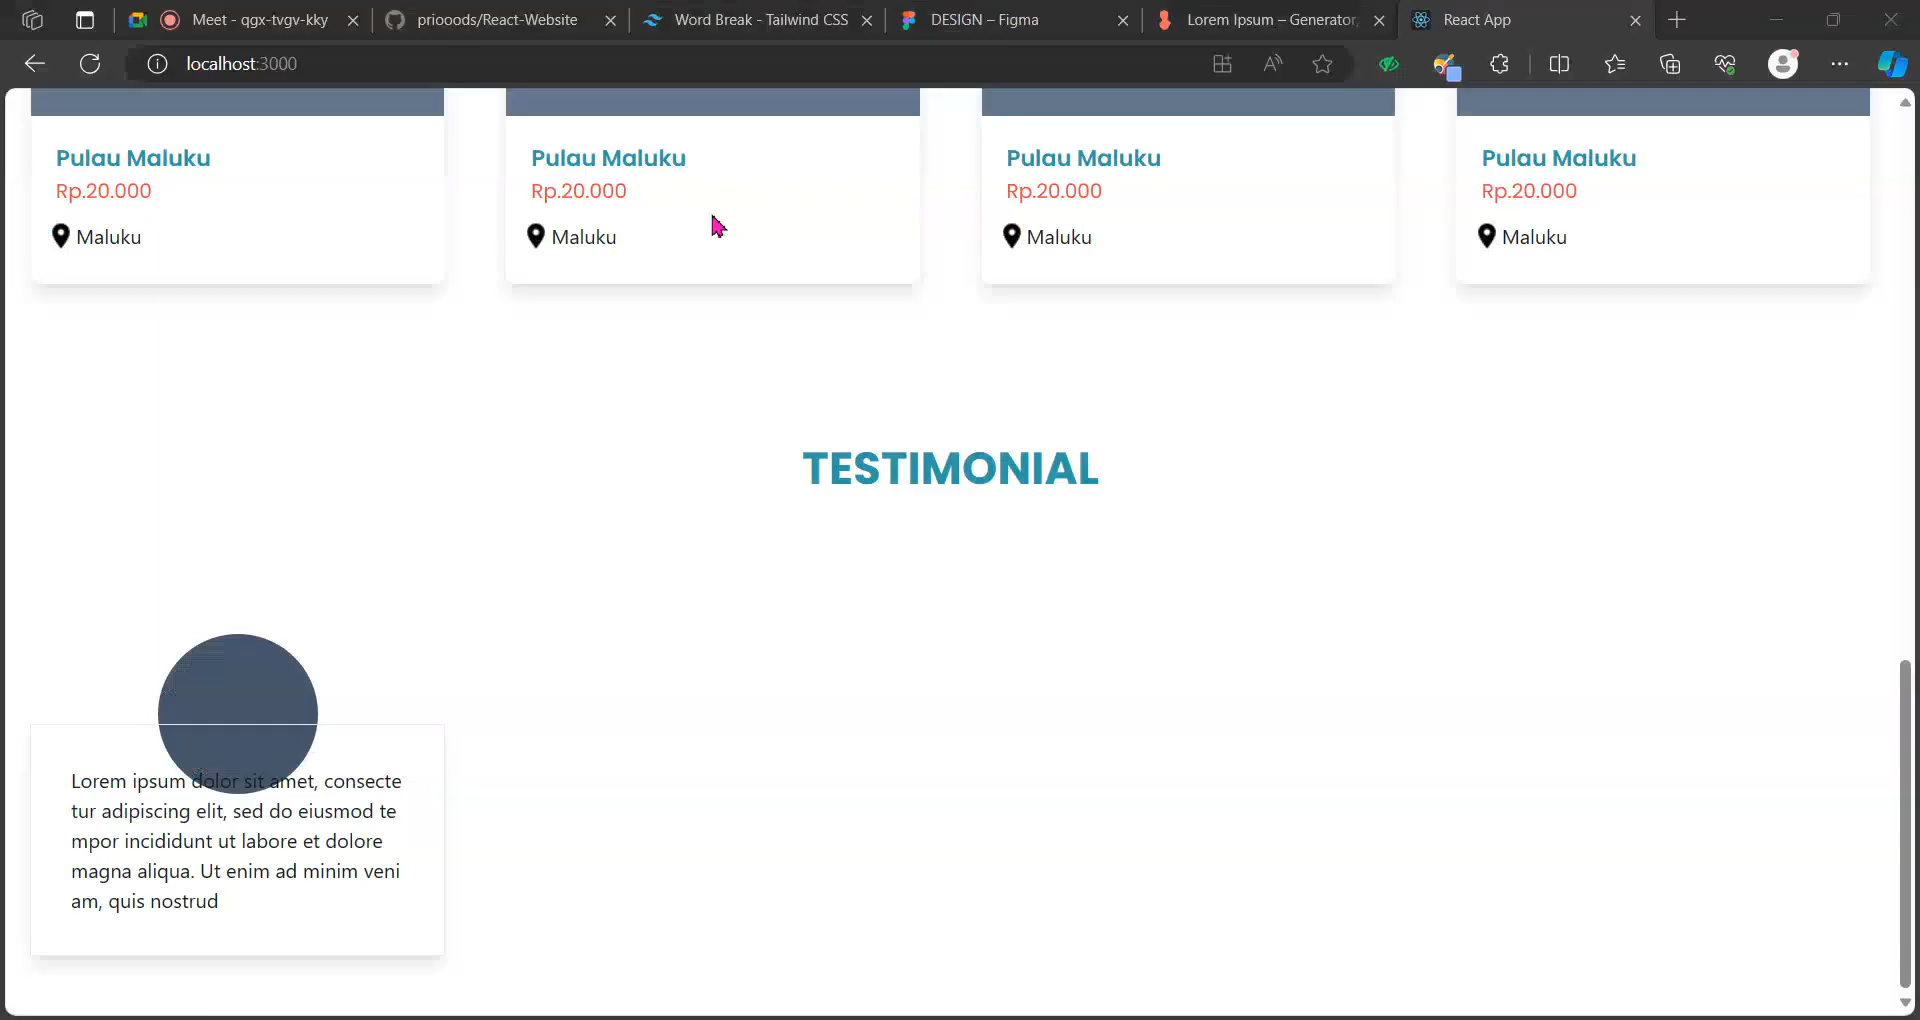 Meet - qgx-tvgv-kky
priooods/React-Website
Word Break - Tailwind CSS
DESIGN – Figma
Lorem Ipsum – Generator,
React App
localhost:3000
Pulau Maluku
Rp.20.000
Maluku
Pulau Maluku
Rp.20.000
Maluku
Pulau Maluku
Rp.20.000
Maluku
Pulau Maluku
Rp.20.000
Maluku
TESTIMONIAL
Lorem ipsum dolor sit amet, consecte
tur adipiscing elit, sed do eiusmod te
mpor incididunt ut labore et dolore
magna aliqua. Ut enim ad minim veni
am, quis nostrud